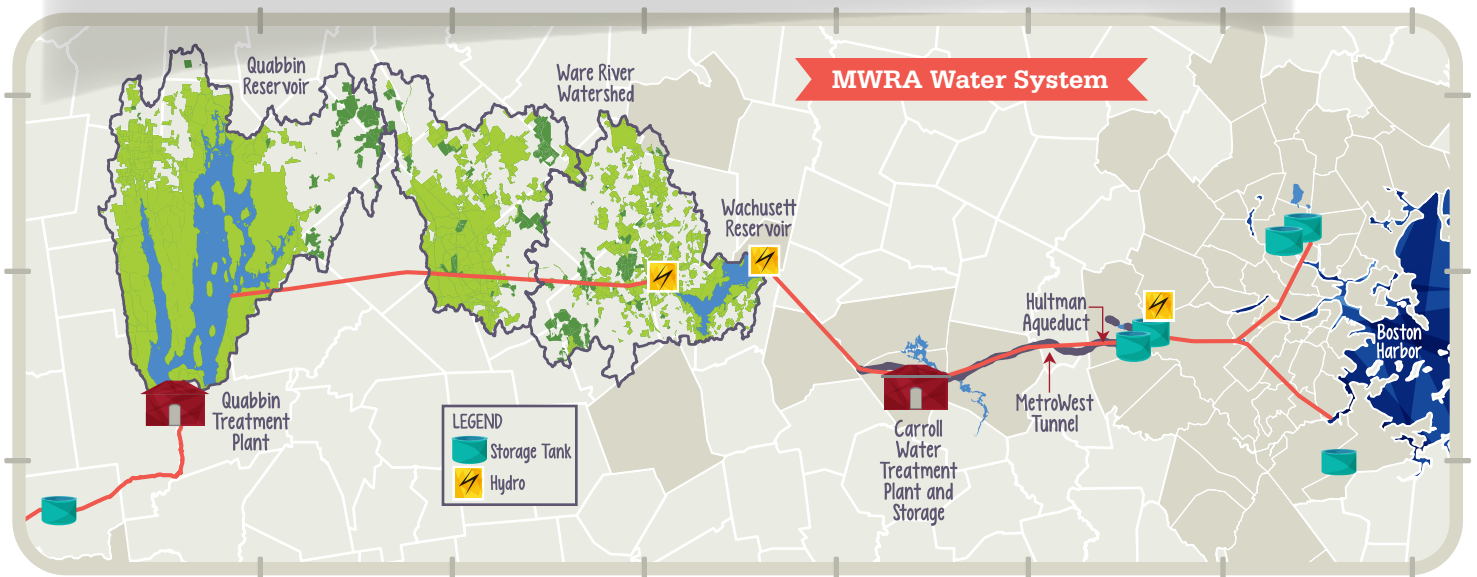 MWRA Water System
Quabbin
Reservoir
Ware River
Watershed
Wachusett
Reservoir
Hultman
Aqueduct
Boston
Harbor
MetroWest
Tunnel
Quabbin
Treatment
Plant
Carroll
Water
Treatment
Plant and
Storage
LEGEND
Storage Tank
Hydro